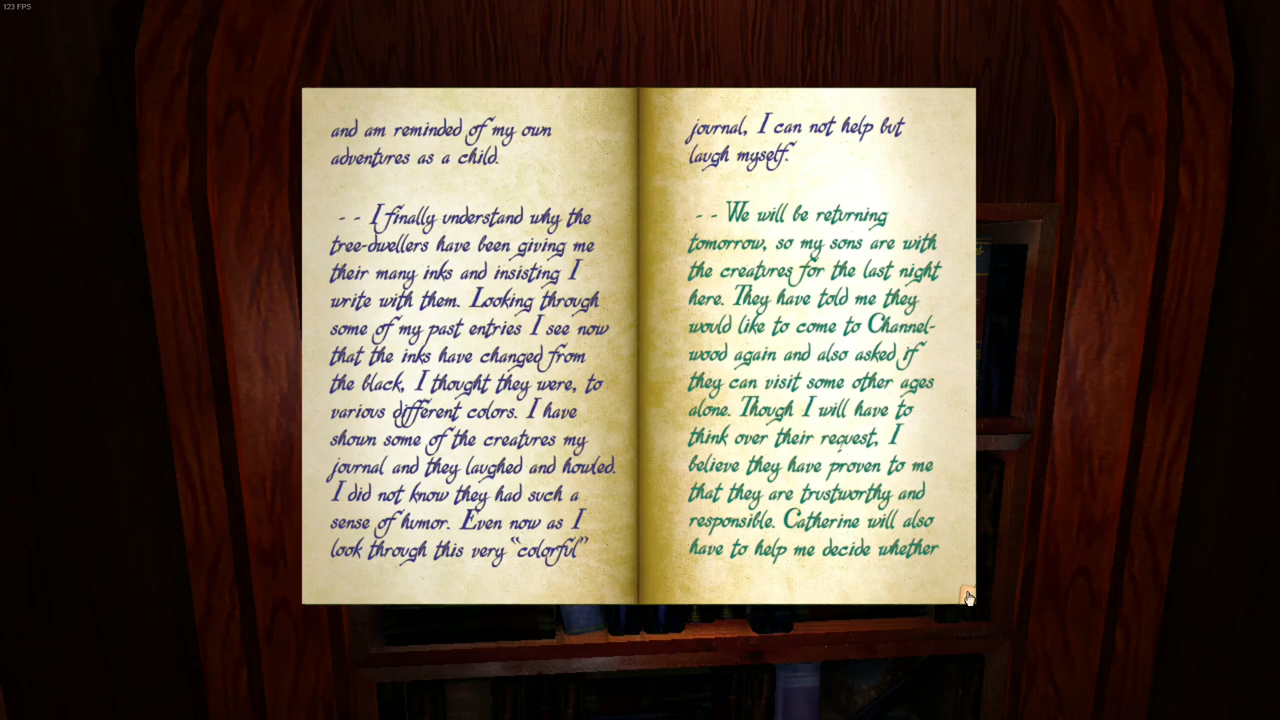 123 FPS
and am reminded of my own
adventures as a child.
- - I finally understand why the
tree-dwellers have been giving me
their many inks and insisting I
write with them. Looking through
some of my past entries I see now
that the inks have changed from
the black, I thought they were, to
various different colors. I have
shown some of the creatures my
journal and they laughed and howled.
I did not know they had such a
sense of humor. Even now as I
look through this very "colorful"
journal, I can not help but
laugh myself.
- - We will be returning
tomorrow, so my sons are with
the creatures for the last night
here. They have told me they
would like to come to Channel-
wood again and also asked if
they can visit some other ages
alone. Though I will have to
think over their request, I
believe they have proven to me
that they are trustworthy and
responsible. Catherine will also
have to help me decide whether